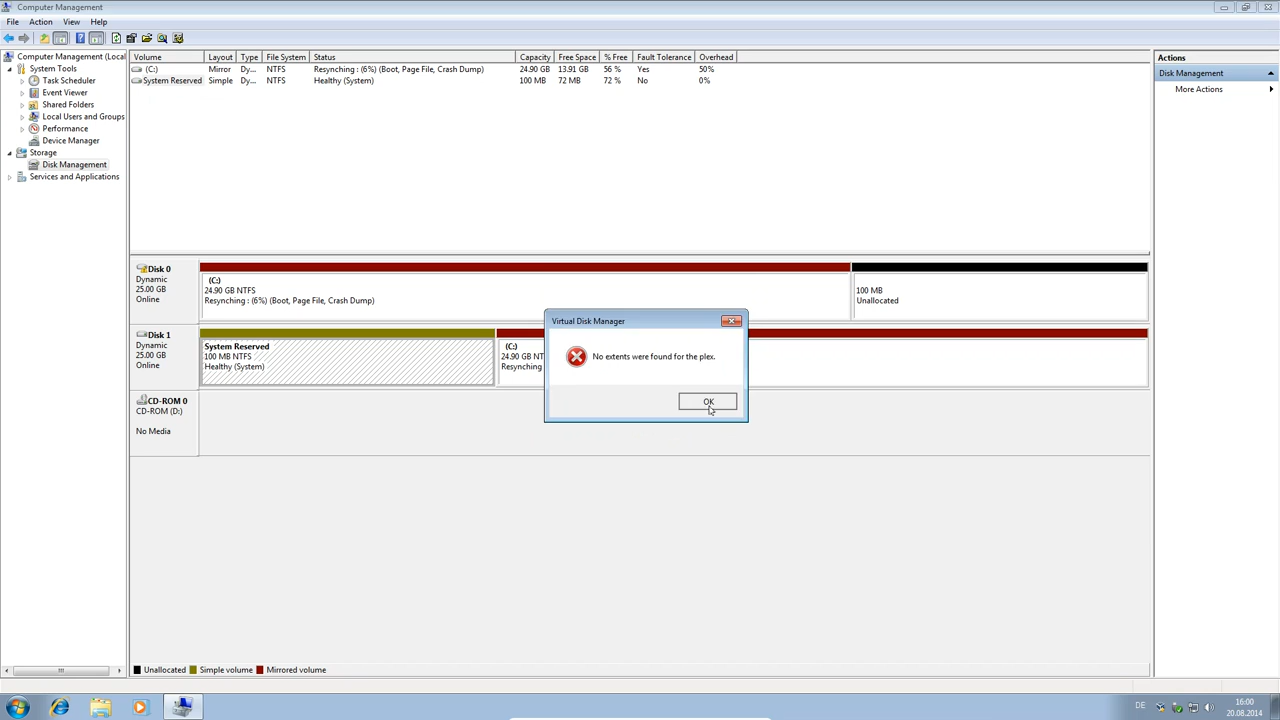 Computer Management
File Action View Help
Computer Management (Local
System Tools
Task Scheduler
Event Viewer
Shared Folders
Local Users and Groups
Performance
Device Manager
Storage
Disk Management
Services and Applications
Volume Layout Type File System Status Capacity Free Space % Free Fault Tolerance Overhead
(C:) Mirror Dy... NTFS Resynching : (6%) (Boot, Page File, Crash Dump) 24.90 GB 13.91 GB 56 % Yes 50%
System Reserved Simple Dy... NTFS Healthy (System) 100 MB 72 MB 72 % No 0%
Actions
Disk Management
More Actions
Disk 0
Dynamic
25.00 GB
Online
(C:)
24.90 GB NTFS
Resynching : (6%) (Boot, Page File, Crash Dump)
100 MB
Unallocated
Disk 1
Dynamic
25.00 GB
Online
System Reserved
100 MB NTFS
Healthy (System)
(C:)
24.90 GB NT
Resynching
Virtual Disk Manager
No extents were found for the plex.
OK
CD-ROM 0
CD-ROM (D:)
No Media
Unallocated Simple volume Mirrored volume
DE
16:00
20.08.2014